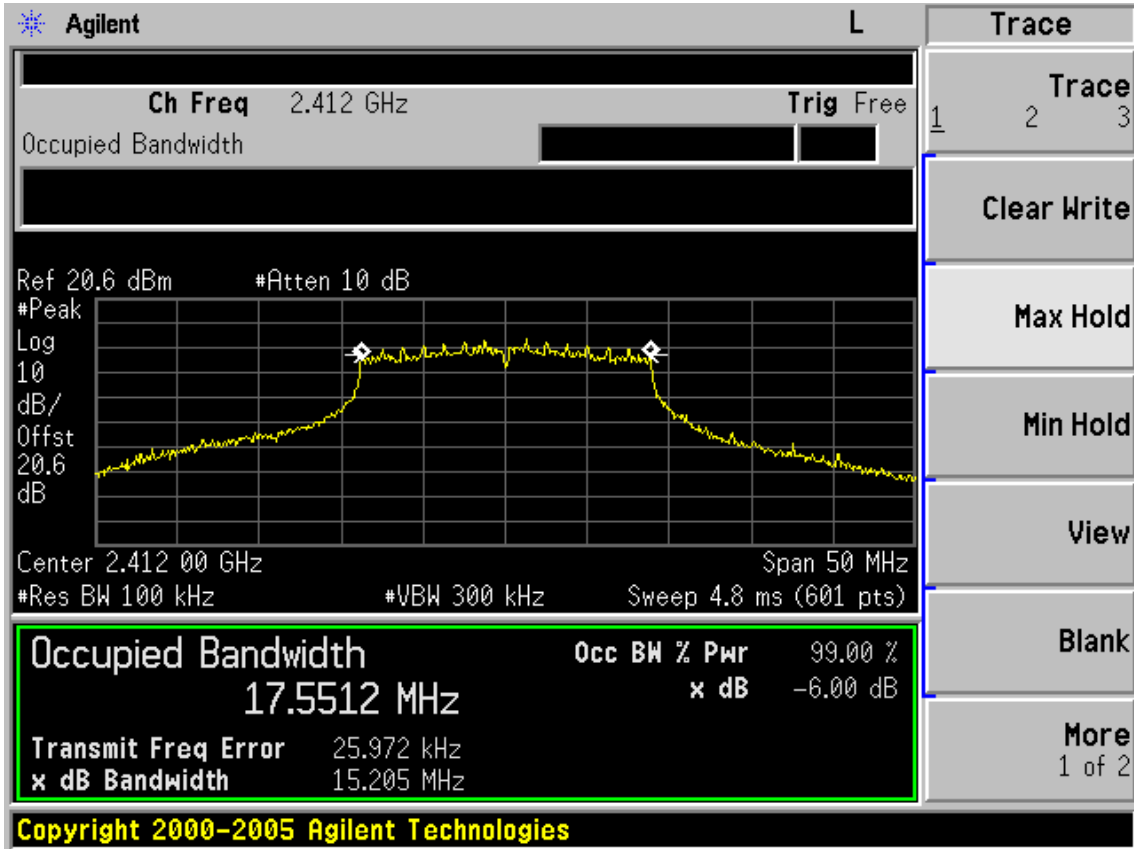 Agilent L Trace
Ch Freq 2.412 GHz Trig Free
Occupied Bandwidth
Trace
1 2 3
Clear Write
Ref 20.6 dBm #Atten 10 dB
#Peak
Log
10
dB/
Offst
20.6
dB
Max Hold
Min Hold
View
Center 2.412 00 GHz Span 50 MHz
#Res BW 100 kHz #VBW 300 kHz Sweep 4.8 ms (601 pts)
Occupied Bandwidth
17.5512 MHz
Occ BW % Pwr 99.00 %
x dB -6.00 dB
Transmit Freq Error 25.972 kHz
x dB Bandwidth 15.205 MHz
Blank
More
1 of 2
Copyright 2000-2005 Agilent Technologies